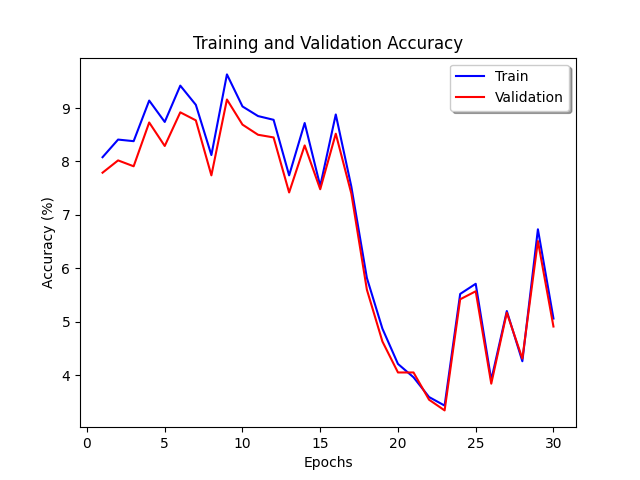 Training and Validation Accuracy
Train
Validation
9
8
7
6
5
4
Accuracy (%)
0 5 10 15 20 25 30
Epochs